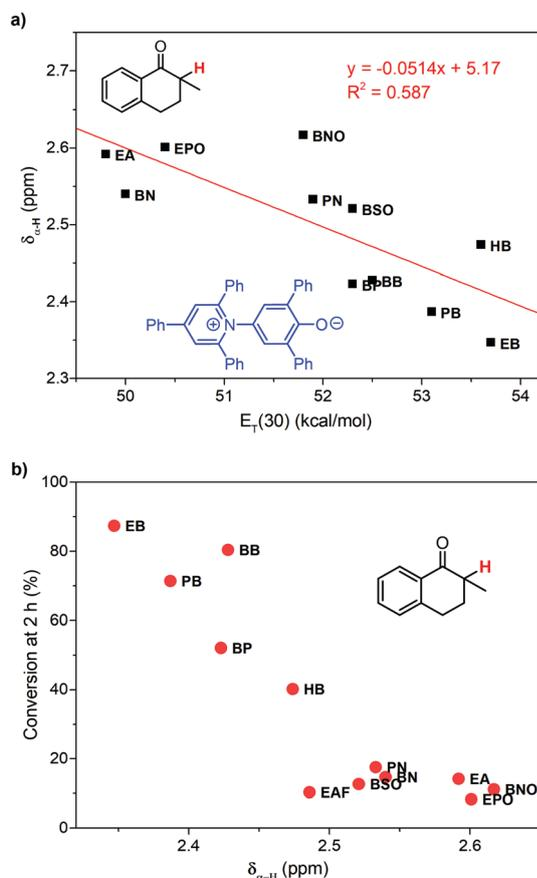 a)
O
H
y = -0.0514x + 5.17
R² = 0.587
2.7
2.6
2.5
2.4
2.3
δα-H (ppm)
BNO
EPO
EA
BN
PN
BSO
HB
BP
BB
PB
EB
Ph
Ph
Ph
N
⊕
O⊖
Ph
Ph
Ph
Ph
50
51
52
53
54
ET(30) (kcal/mol)
b)
100
80
60
40
20
0
Conversion at 2 h (%)
EB
BB
PB
BP
HB
O
H
PN
BN
EAF
BSO
EA
BNO
EPO
2.4
2.5
2.6
δα-H (ppm)